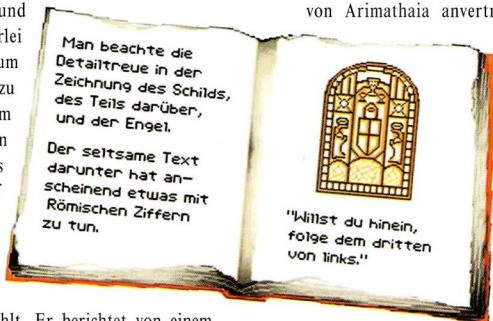 und
von Arimathaia anvertr
rlei
um
zu
m
n
s
Man beachte die
Detailtreue in der
Zeichnung des Schilds,
des Teils darüber,
und der Engel.
Der seltsame Text
darunter hat an-
scheinend etwas mit
Römischen Ziffern
zu tun.
"Willst du hinein,
folge dem dritten
von links."
hlt. Er berichtet von einem